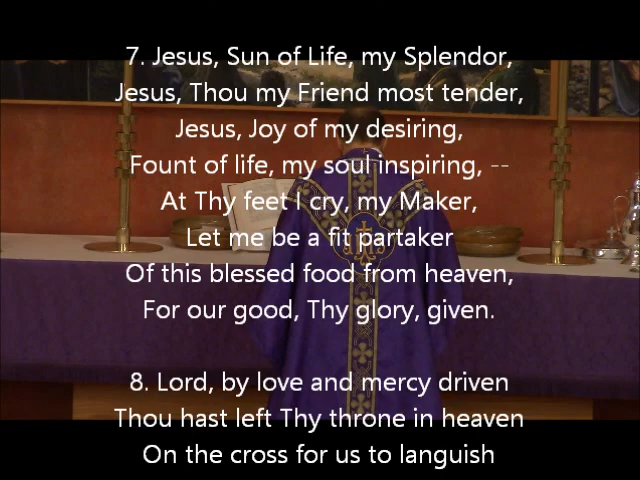 7. Jesus, Sun of Life, my Splendor,
Jesus, Thou my Friend most tender,
Jesus, Joy of my desiring,
Fount of life, my soul inspiring, --
At Thy feet I cry, my Maker,
Let me be a fit partaker
Of this blessed food from heaven,
For our good, Thy glory, given.
8. Lord, by love and mercy driven
Thou hast left Thy throne in heaven
On the cross for us to languish